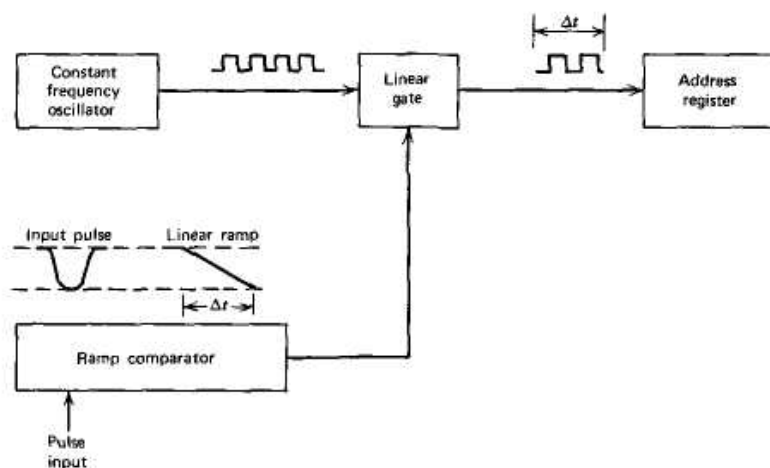 Δt
Constant
frequency
oscillator
Linear
gate
Address
register
Input pulse
Linear ramp
Δt
Ramp comparator
Pulse
input